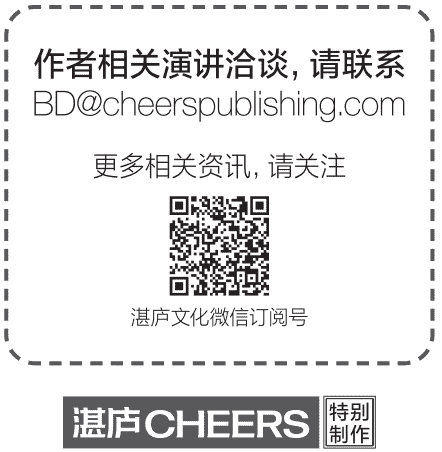 作者相关演讲洽谈，请联系
BD@cheerspublishing.com
更多相关资讯，请关注
湛庐文化微信订阅号
湛庐CHEERS 特别
制作